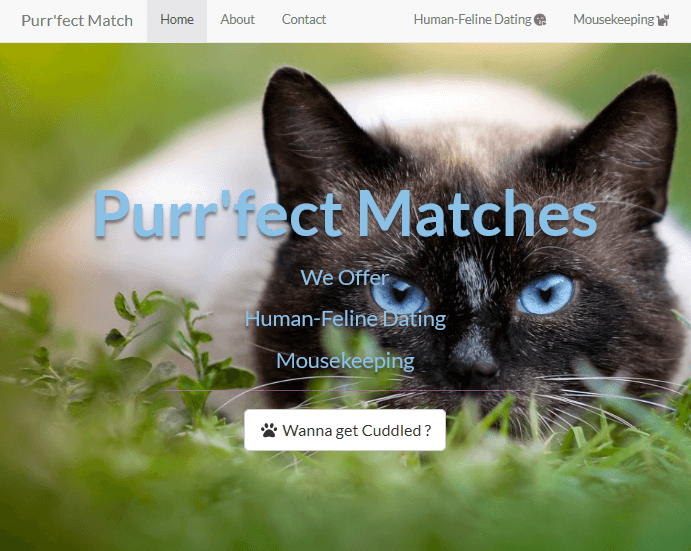 Purr'fect Match Home About Contact Human-Feline Dating Mousekeeping
Purr'fect Matches
We Offer
Human-Feline Dating
Mousekeeping
Wanna get Cuddled ?